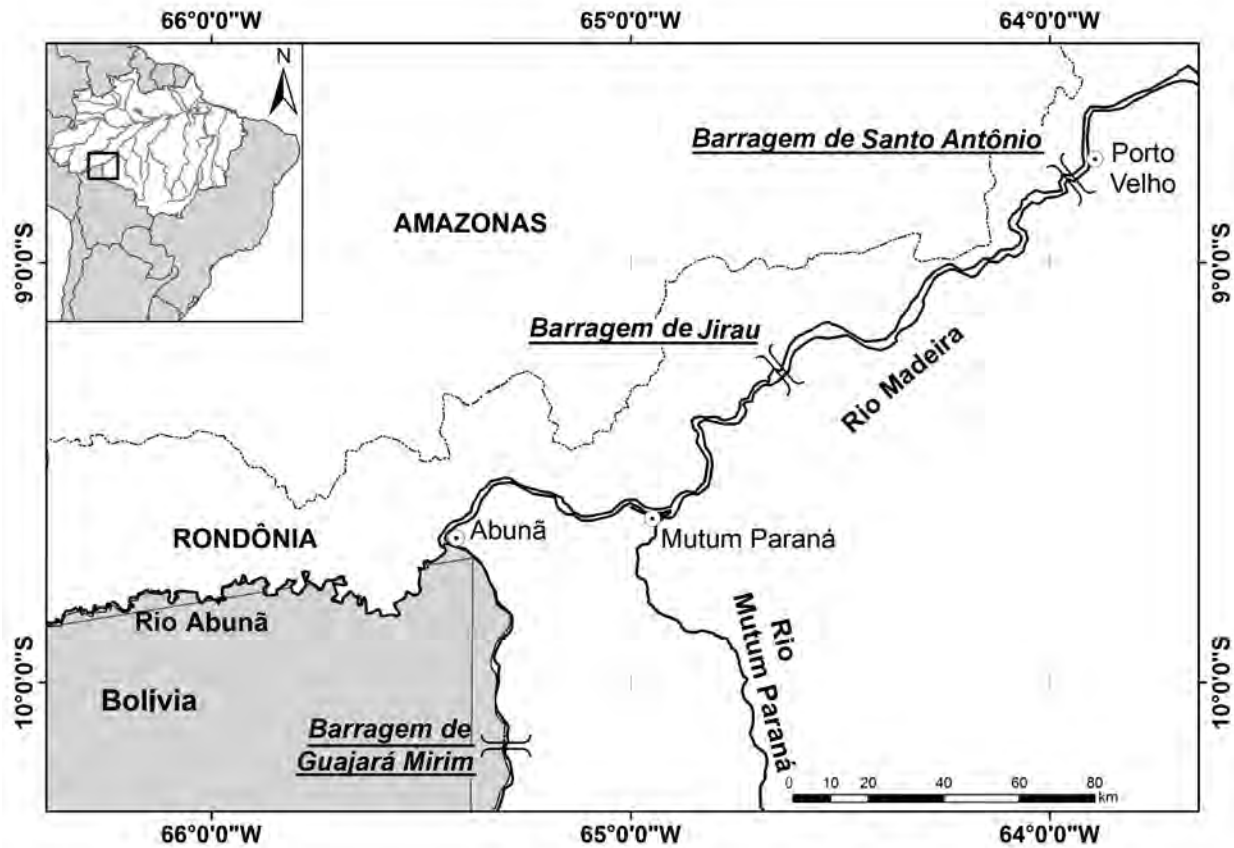 66°0'0"W
65°0'0"W
64°0'0"W
N
Barragem de Santo Antônio
Porto
Velho
AMAZONAS
9°0'0"S
9°0'0"S
Barragem de Jirau
Rio Madeira
RONDÔNIA
Abunã
Mutum Paraná
Rio Abunã
Rio
Mutum Paraná
Bolívia
10°0'0"S
10°0'0"S
Barragem de
Guajará Mirim
0 10 20 40 60 80
km
66°0'0"W
65°0'0"W
64°0'0"W